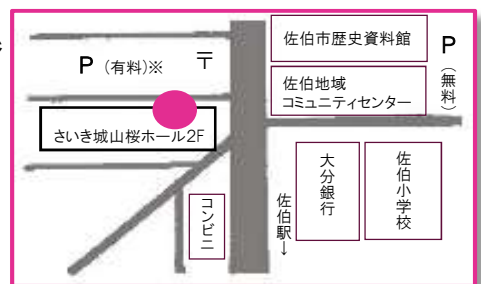 P (有料)※
〒
佐伯市歴史資料館
P
(無料)
佐伯地域
コミュニティセンター
さいき城山桜ホール2F
コンビニ
佐伯駅↓
大分銀行
佐伯小学校